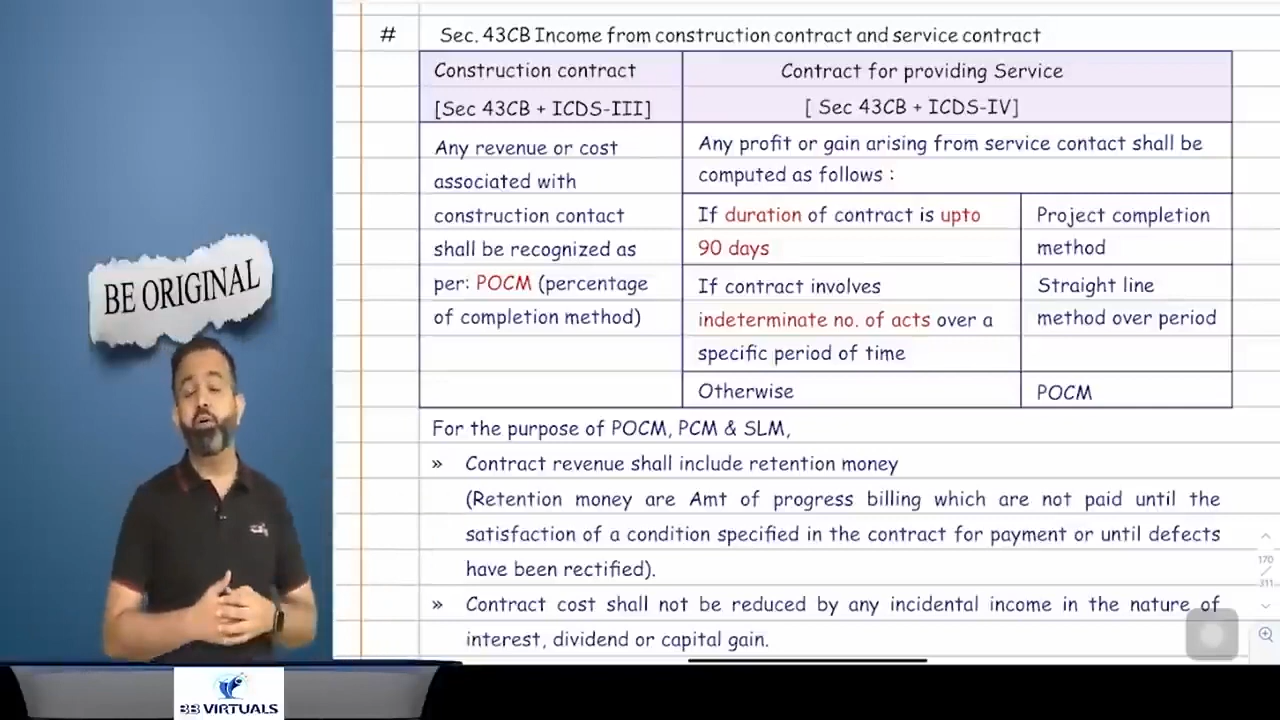 # Sec. 43CB Income from construction contract and service contract
Construction contract
[Sec 43CB + ICDS-III]
Contract for providing Service
[ Sec 43CB + ICDS-IV]
Any revenue or cost
associated with
construction contact
shall be recognized as
per: POCM (percentage
of completion method)
Any profit or gain arising from service contact shall be
computed as follows :
If duration of contract is upto
90 days
Project completion
method
If contract involves
indeterminate no. of acts over a
specific period of time
Straight line
method over period
Otherwise
POCM
For the purpose of POCM, PCM & SLM,
» Contract revenue shall include retention money
(Retention money are Amt of progress billing which are not paid until the
satisfaction of a condition specified in the contract for payment or until defects
have been rectified).
» Contract cost shall not be reduced by any incidental income in the nature of
interest, dividend or capital gain.
BE ORIGINAL
BB VIRTUALS
170
/
311